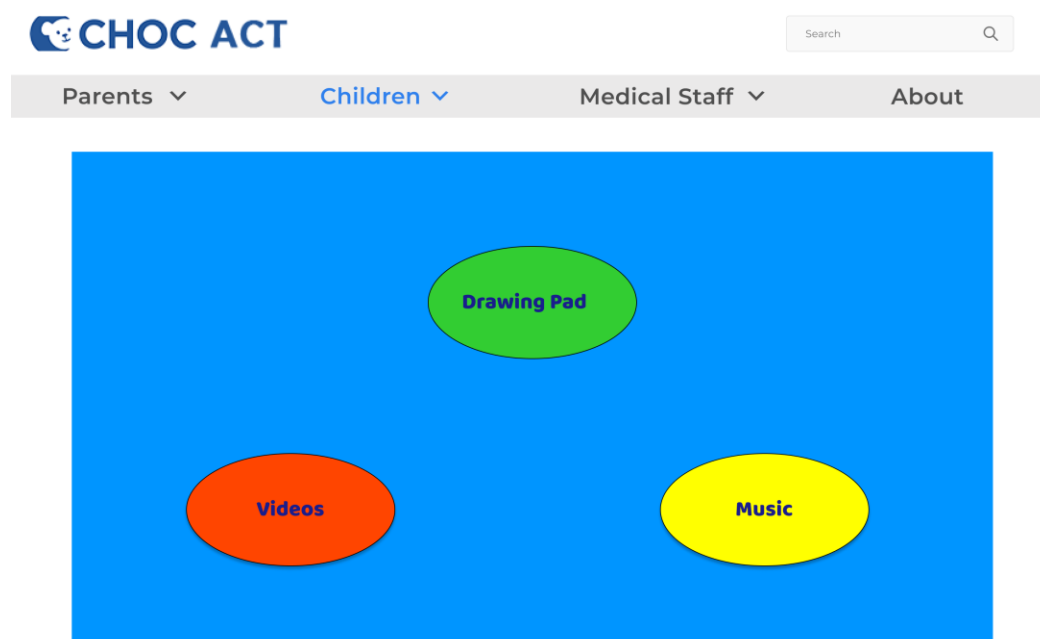 CHOC ACT
Search
Parents
Children
Medical Staff
About
Drawing Pad
Videos
Music